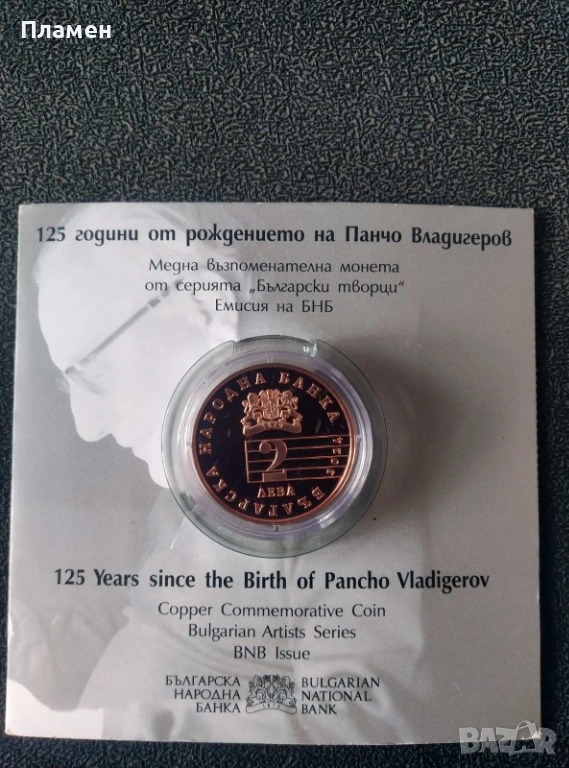 Пламен
125 години от рождението на Панчо Владигеров
Медна възпоменателна монета
от серията „Български творци“
Емисия на БНБ
БЪЛГАРСКА НАРОДНА БАНКА
2
ЛЕВА
125 Years since the Birth of Pancho Vladigerov
Copper Commemorative Coin
Bulgarian Artists Series
BNB Issue
БЪЛГАРСКА
НАРОДНА
БАНКА
BULGARIAN
NATIONAL
BANK
БАЗАР